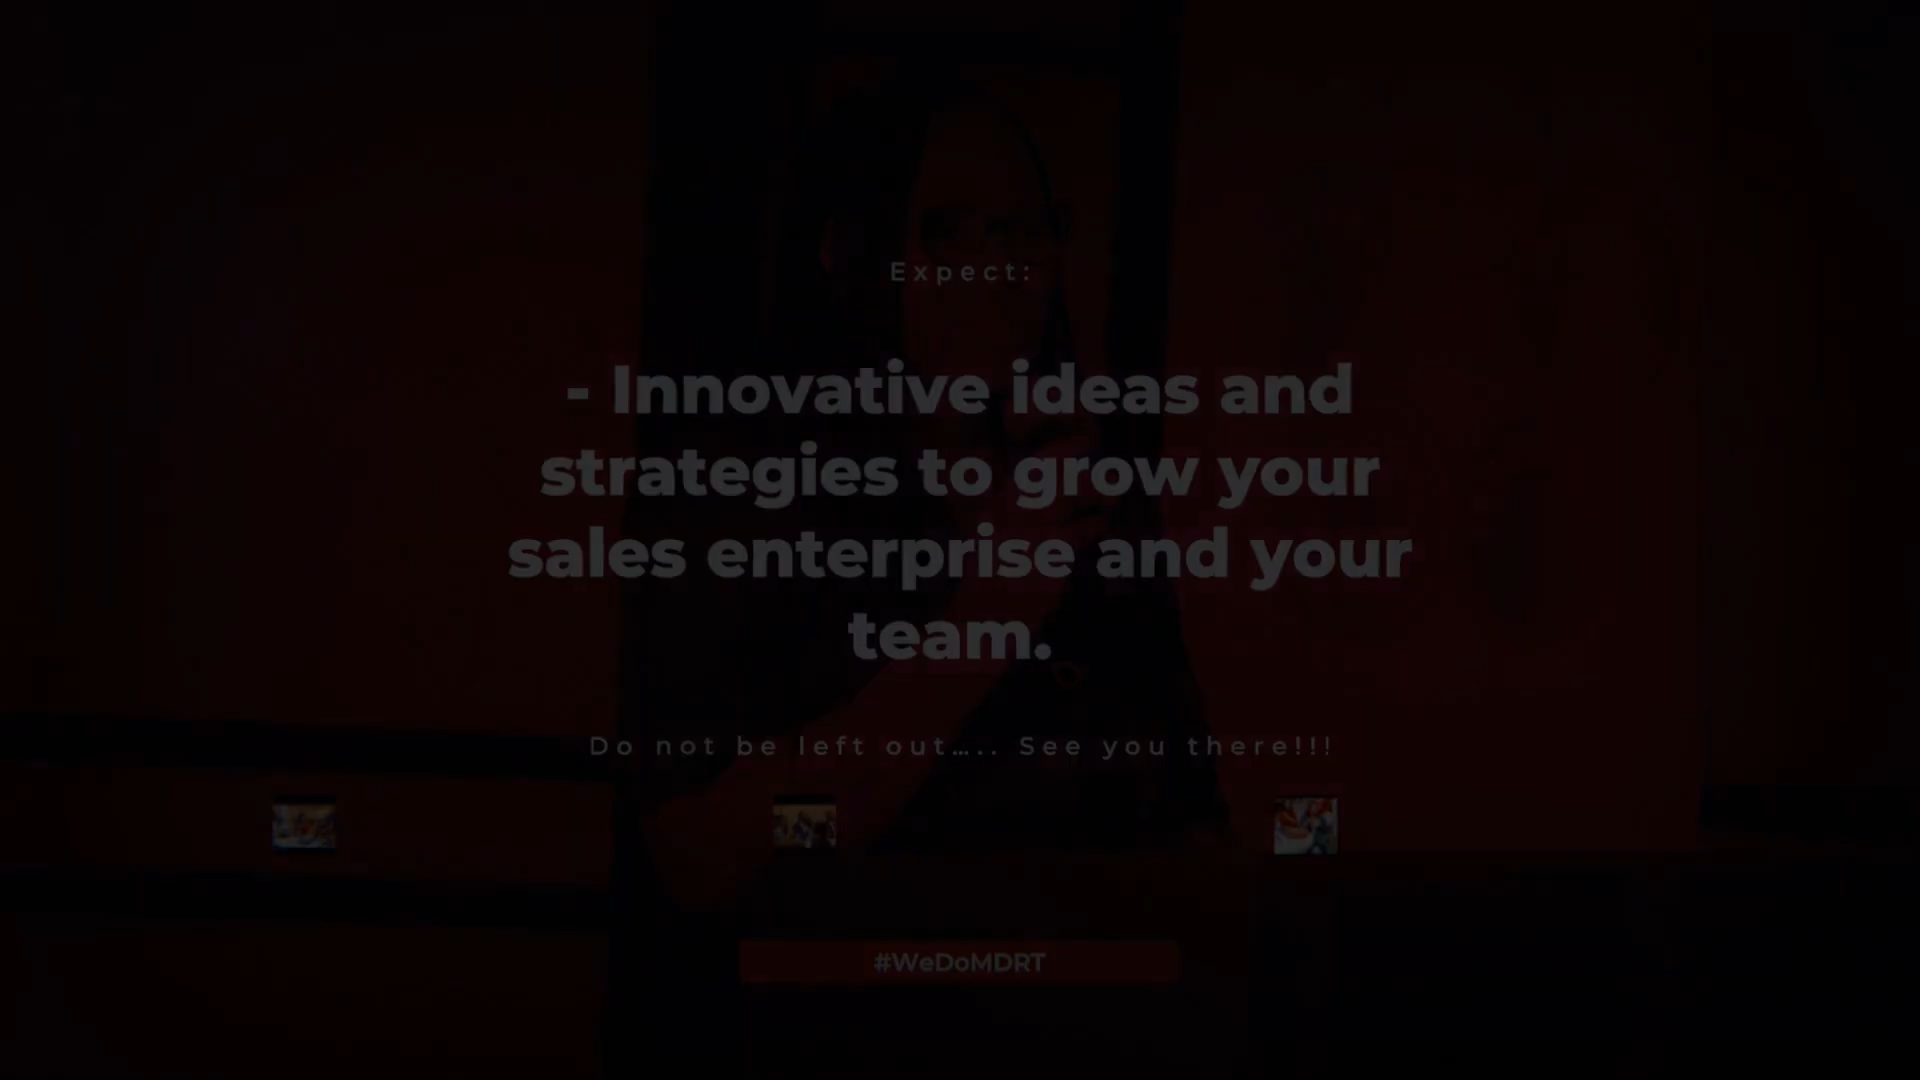 Expect:
- Innovative ideas and
strategies to grow your
sales enterprise and your
team.
Do not be left out….. See you there!!!
#WeDoMDRT